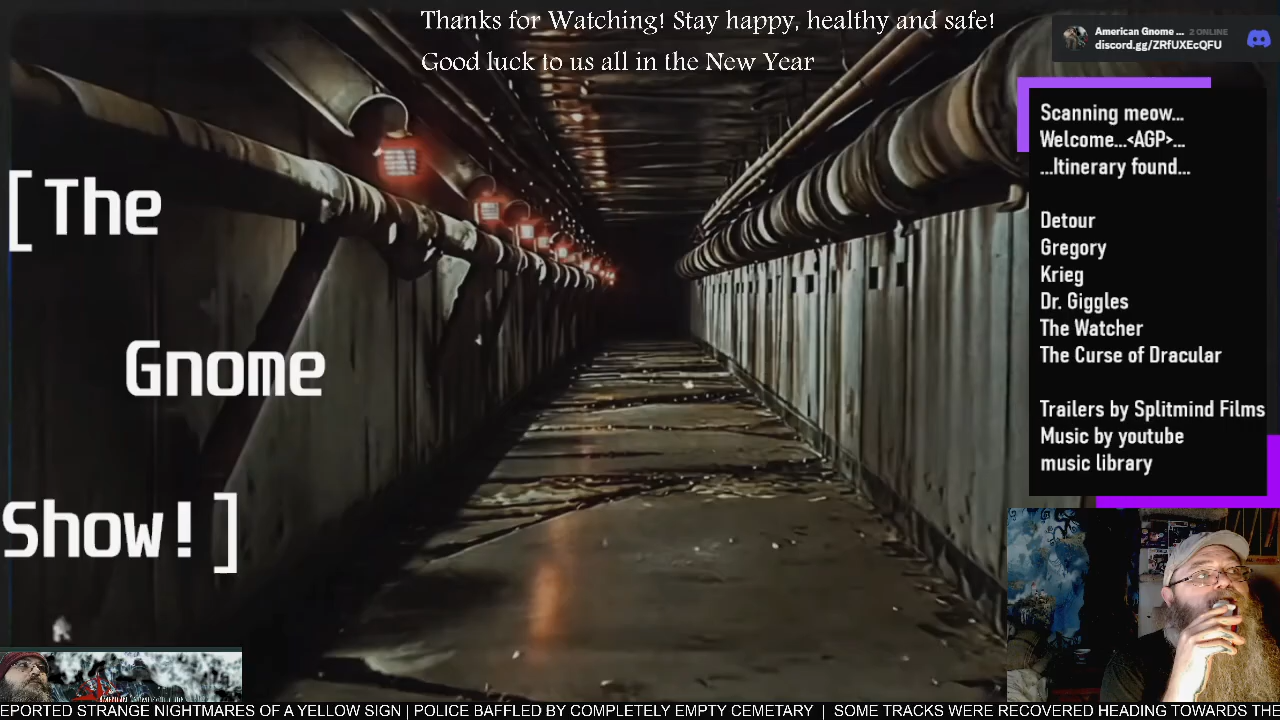 Thanks for Watching! Stay happy, healthy and safe!
Good luck to us all in the New Year
American Gnome ... 2 ONLINE
discord.gg/ZRfUXEcQFU
Scanning meow...
Welcome...<AGP>...
...Itinerary found...
Detour
Gregory
Krieg
Dr. Giggles
The Watcher
The Curse of Dracular
Trailers by Splitmind Films
Music by youtube
music library
[ The
Gnome
Show! ]
EPORTED STRANGE NIGHTMARES OF A YELLOW SIGN | POLICE BAFFLED BY COMPLETELY EMPTY CEMETARY | SOME TRACKS WERE RECOVERED HEADING TOWARDS THE